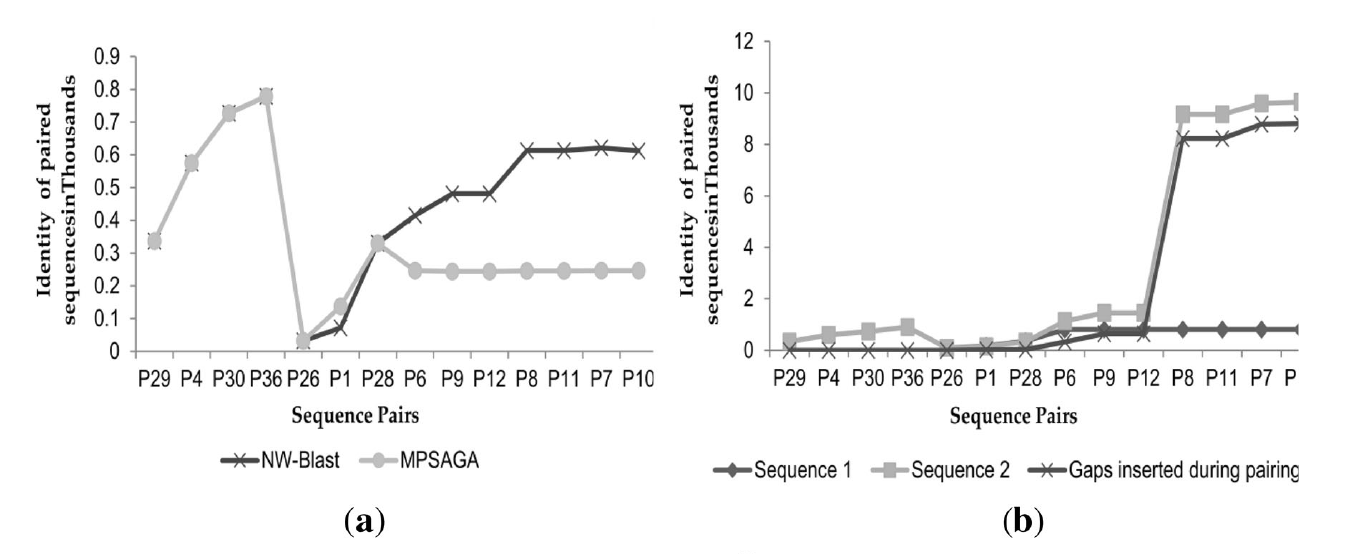 0.9
0.8
0.7
0.6
0.5
0.4
0.3
0.2
0.1
0
Identity of paired
sequencesinThousands
P29 P4 P30 P36 P26 P1 P28 P6 P9 P12 P8 P11 P7 P10
Sequence Pairs
NW-Blast MPSAGA
(a)
12
10
8
6
4
2
0
Identity of paired
sequencesinThousands
P29 P4 P30 P36 P26 P1 P28 P6 P9 P12 P8 P11 P7 P
Sequence Pairs
Sequence 1 Sequence 2 Gaps inserted during pairing
(b)